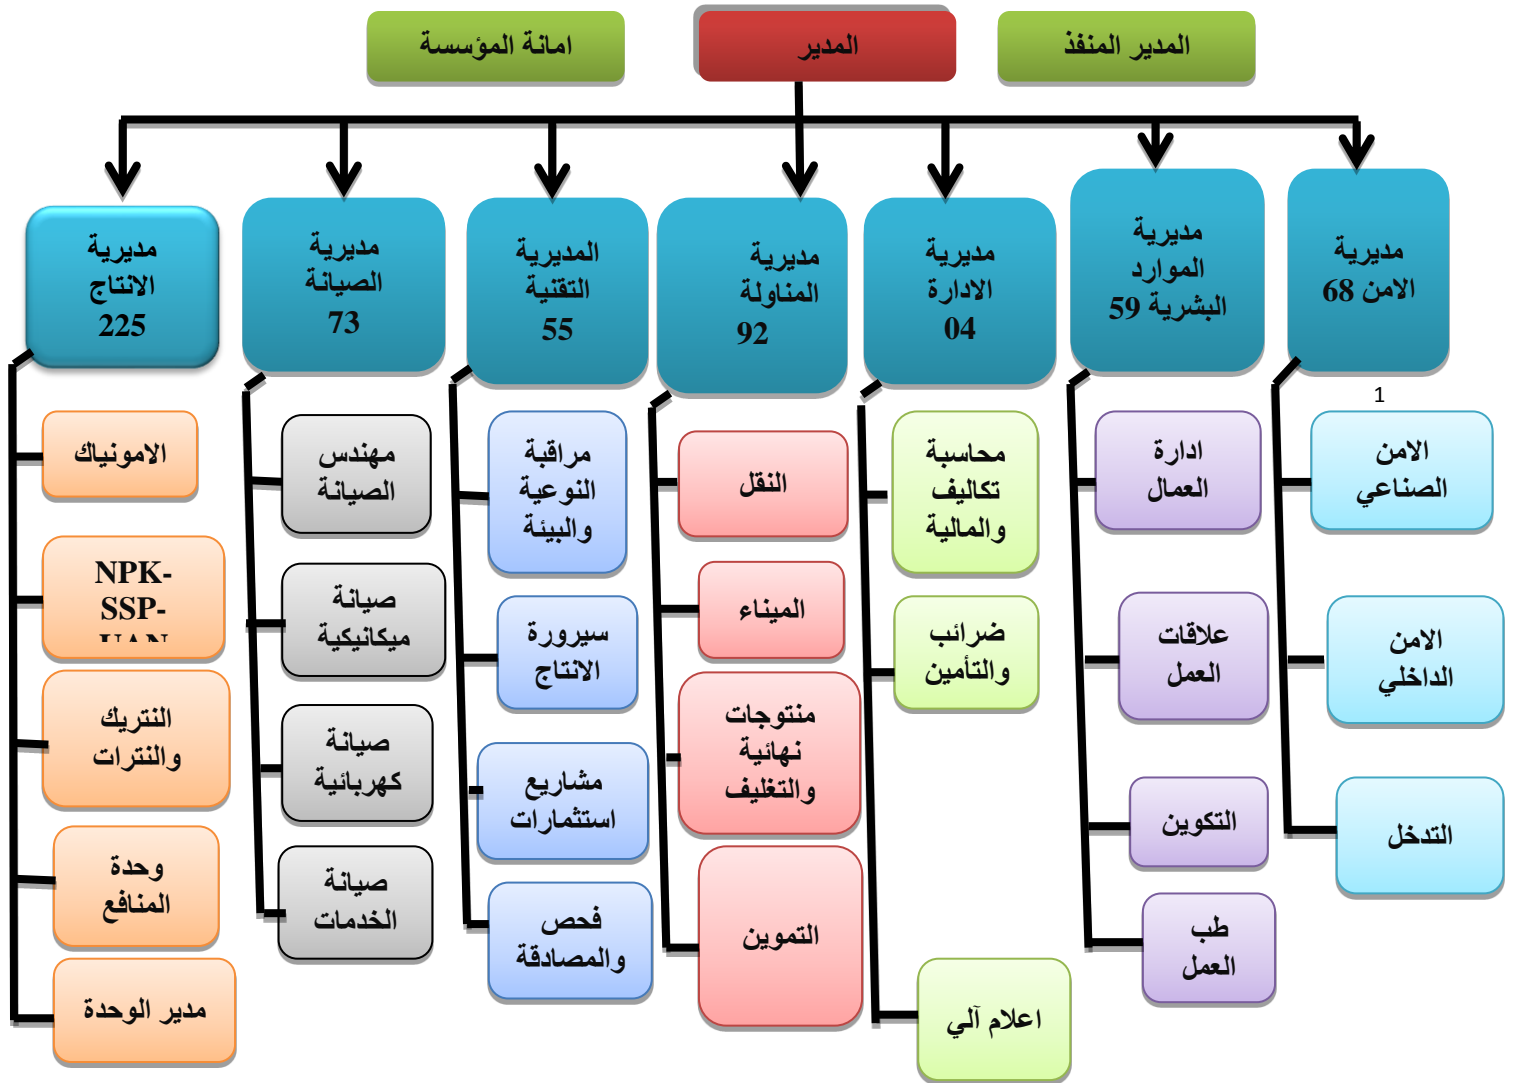 المدير المنفذ
المدير
امانة المؤسسة
مديرية
الامن 68
مديرية
الموارد
البشرية 59
مديرية
الادارة
04
مديرية
المناولة
92
المديرية
التقنية
55
مديرية
الصيانة
73
مديرية
الانتاج
225
1
الامن
الصناعي
الامن
الداخلي
التدخل
ادارة
العمال
علاقات
العمل
التكوين
طب
العمل
محاسبة
تكاليف
والمالية
ضرائب
والتأمين
اعلام آلي
النقل
الميناء
منتوجات
نهائية
والتغليف
التموين
مراقبة
النوعية
والبيئة
سيرورة
الانتاج
مشاريع
استثمارات
فحص
والمصادقة
مهندس
الصيانة
صيانة
ميكانيكية
صيانة
كهربائية
صيانة
الخدمات
الامونياك
NPK-
SSP-
UAN
النتريك
والنترات
وحدة
المنافع
مدير الوحدة